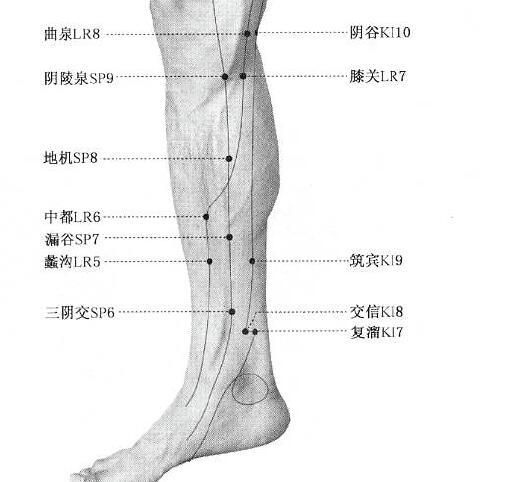 曲泉LR8
阴谷KI10
阴陵泉SP9
膝关LR7
地机SP8
中都LR6
漏谷SP7
蠡沟LR5
筑宾KI9
三阴交SP6
交信KI8
复溜KI7